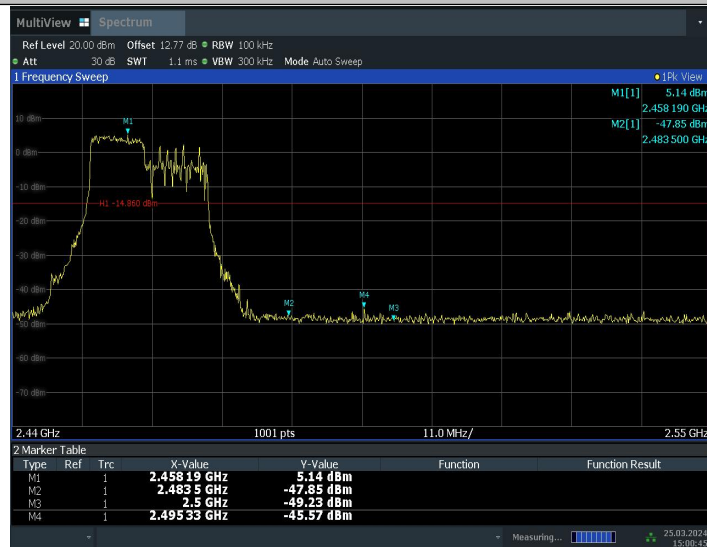 MultiView Spectrum
Ref Level 20.00 dBm Offset 12.77 dB RBW 100 kHz
Att 30 dB SWT 1.1 ms VBW 300 kHz Mode Auto Sweep
1 Frequency Sweep 1Pk View
M1[1] 5.14 dBm
2.458 190 GHz
M2[1] -47.85 dBm
2.483 500 GHz
10 dBm
M1
0 dBm
-10 dBm
H1 -14.860 dBm
-20 dBm
-30 dBm
-40 dBm
M2 M4 M3
-50 dBm
-60 dBm
-70 dBm
2.44 GHz 1001 pts 11.0 MHz/ 2.55 GHz
2 Marker Table
Type Ref Trc X-Value Y-Value Function Function Result
M1 1 2.458 19 GHz 5.14 dBm
M2 1 2.483 5 GHz -47.85 dBm
M3 1 2.5 GHz -49.23 dBm
M4 1 2.495 33 GHz -45.57 dBm
Measuring... 25.03.2024
15:00:45